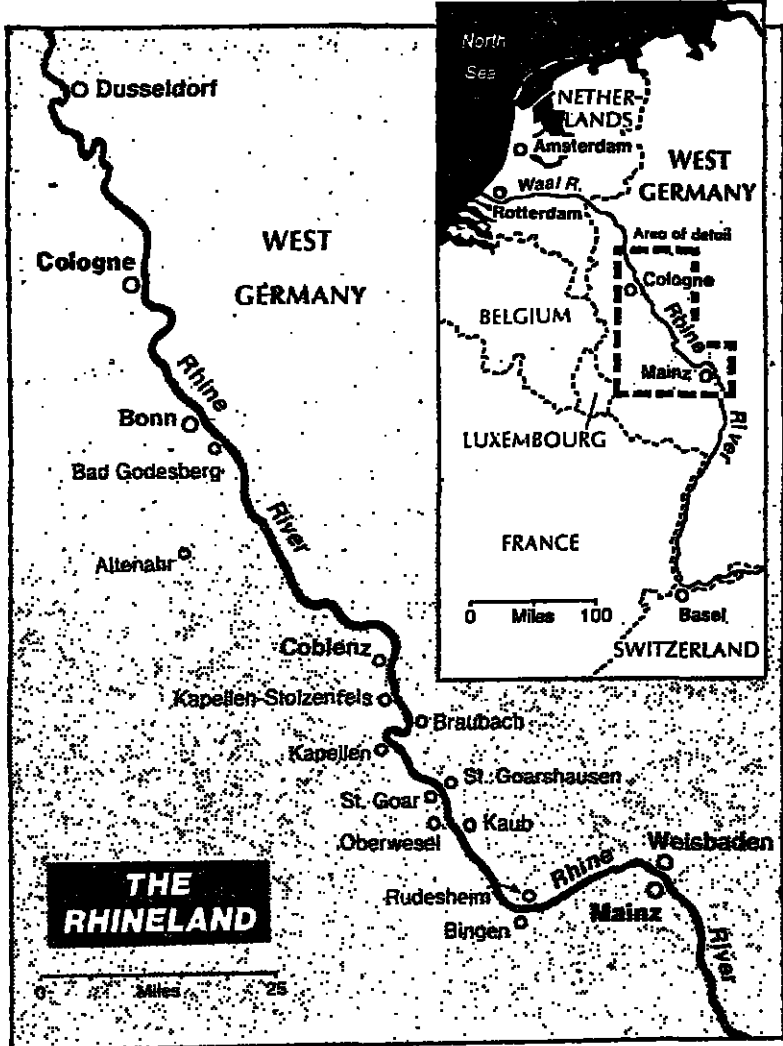 Dusseldorf
Cologne
WEST
GERMANY
Rhine
Bonn
Bad Godesberg
River
Altenahr
Coblenz
Kapellen-Stolzenfels
Braubach
Kapellen
St. Goarshausen
St. Goar
Oberwesel
Kaub
Weisbaden
Rhine
Rudesheim
Mainz
Bingen
River
THE
RHINELAND
0 Miles 25
North
Sea
NETHER-
LANDS
Amsterdam
WEST
GERMANY
Waal R.
Rotterdam
Area of detail
Cologne
BELGIUM
Rhine
Mainz
LUXEMBOURG
River
FRANCE
0 Miles 100
Basel
SWITZERLAND